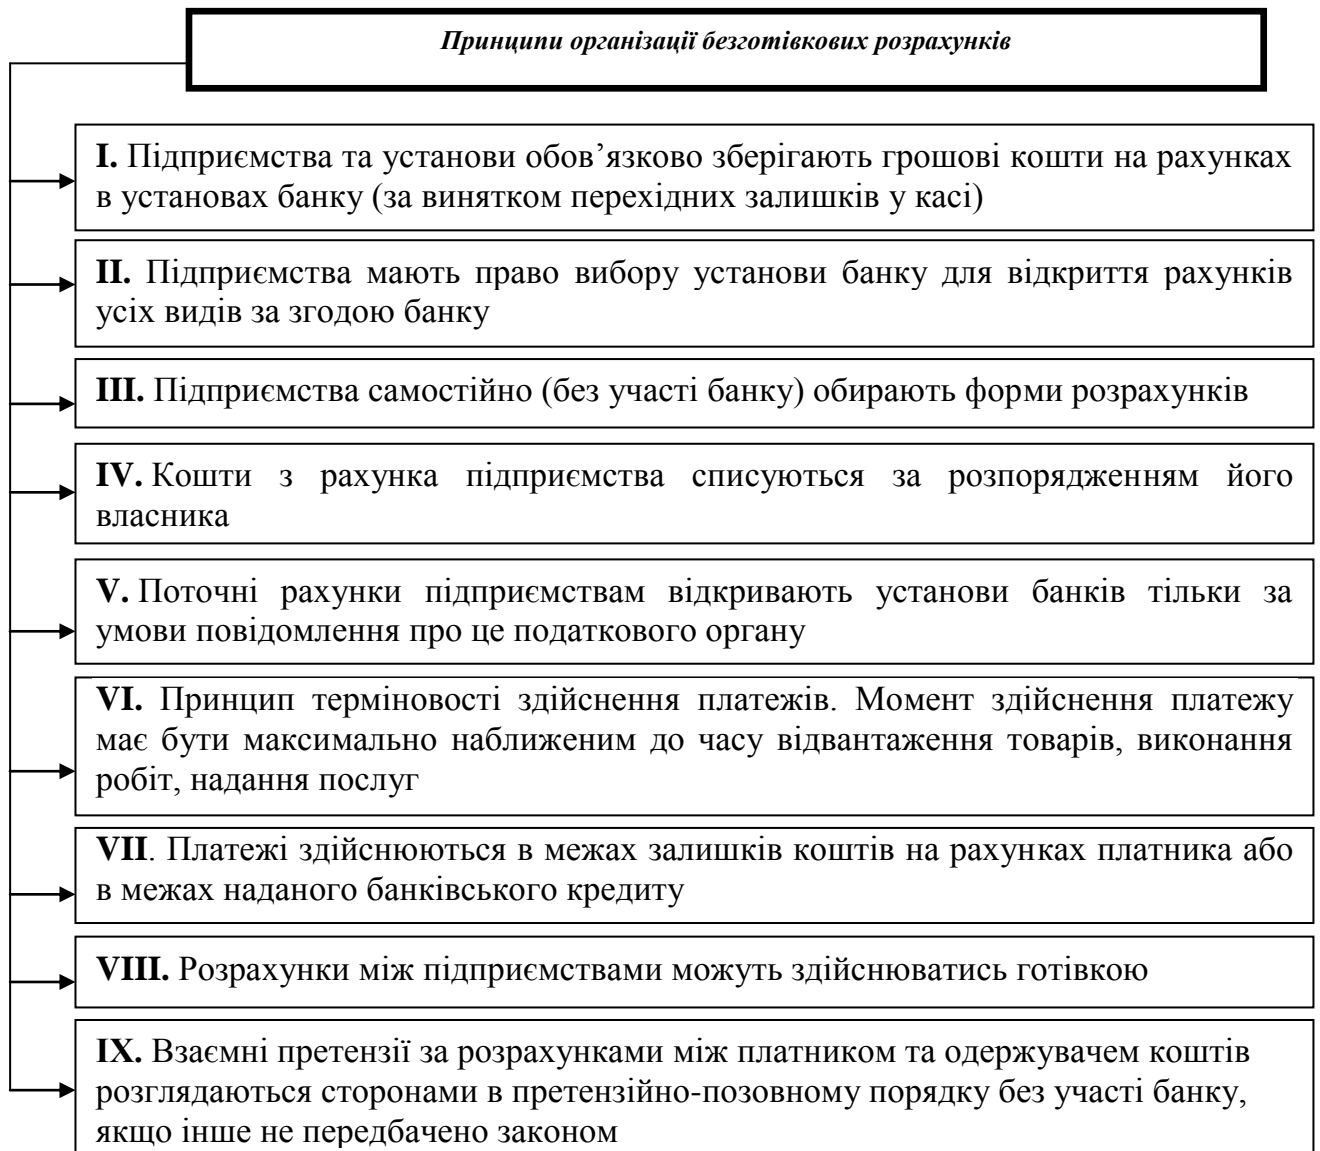 Принципи організації безготівкових розрахунків
I. Підприємства та установи обов’язково зберігають грошові кошти на рахунках
в установах банку (за винятком перехідних залишків у касі)
II. Підприємства мають право вибору установи банку для відкриття рахунків
усіх видів за згодою банку
III. Підприємства самостійно (без участі банку) обирають форми розрахунків
IV. Кошти з рахунка підприємства списуються за розпорядженням його
власника
V. Поточні рахунки підприємствам відкривають установи банків тільки за
умови повідомлення про це податкового органу
VI. Принцип терміновості здійснення платежів. Момент здійснення платежу
має бути максимально наближеним до часу відвантаження товарів, виконання
робіт, надання послуг
VII. Платежі здійснюються в межах залишків коштів на рахунках платника або
в межах наданого банківського кредиту
VIII. Розрахунки між підприємствами можуть здійснюватись готівкою
IX. Взаємні претензії за розрахунками між платником та одержувачем коштів
розглядаються сторонами в претензійно-позовному порядку без участі банку,
якщо інше не передбачено законом